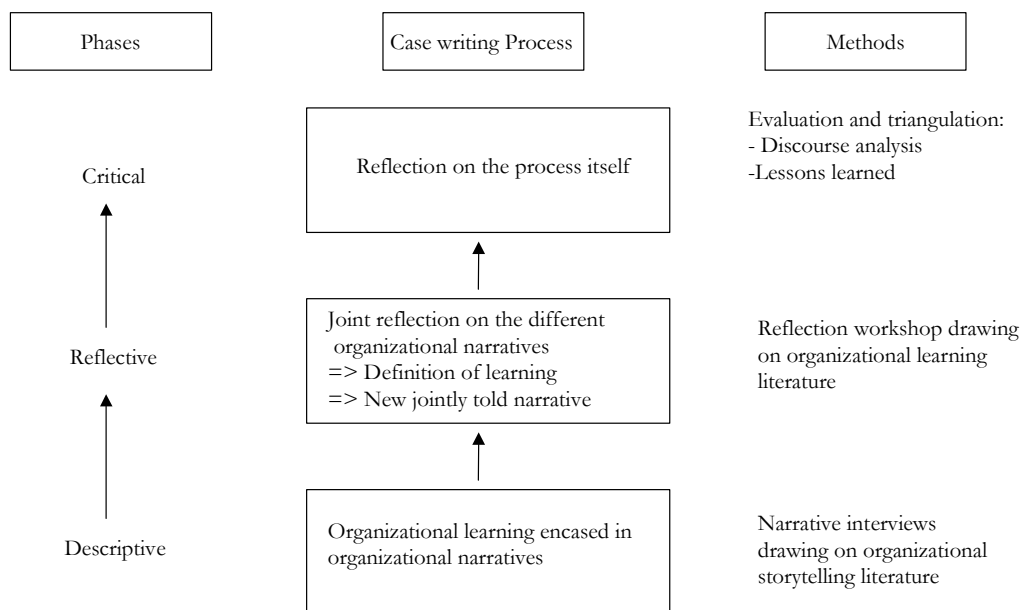 Phases
Case writing Process
Methods
Critical
Reflection on the process itself
Evaluation and triangulation:
- Discourse analysis
-Lessons learned
Reflective
Joint reflection on the different
organizational narratives
=> Definition of learning
=> New jointly told narrative
Reflection workshop drawing
on organizational learning
literature
Descriptive
Organizational learning encased in
organizational narratives
Narrative interviews
drawing on organizational
storytelling literature